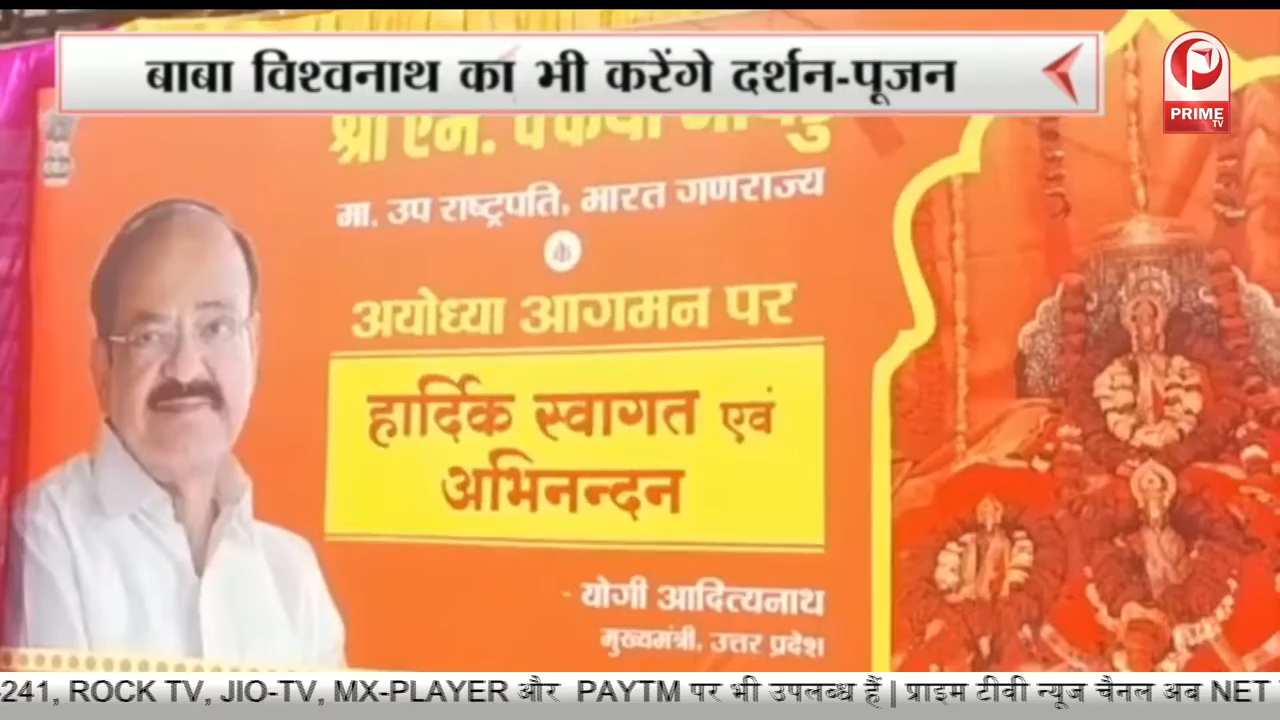 बाबा विश्वनाथ का भी करेंगे दर्शन-पूजन
PRIME
TV
श्री एम.
मा. उप राष्ट्रपति, भारत गणराज्य
के
अयोध्या आगमन पर
हार्दिक स्वागत एवं
अभिनन्दन
- योगी आदित्यनाथ
मुख्यमंत्री, उत्तर प्रदेश
-241, ROCK TV, JIO-TV, MX-PLAYER और PAYTM पर भी उपलब्ध हैं | प्राइम टीवी न्यूज चैनल अब NET